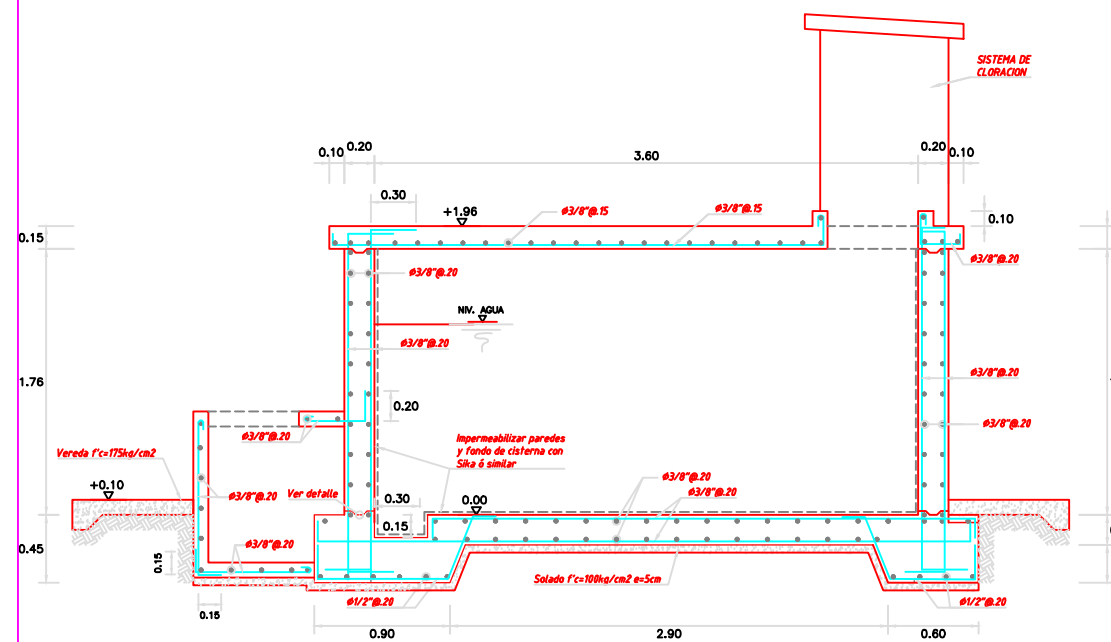 SISTEMA DE
CLORACION
0.10
0.20
3.60
0.20
0.10
0.30
+1.96
Ø3/8"@.15
Ø3/8"@.15
0.10
0.15
Ø3/8"@.20
Ø3/8"@.20
NIV. AGUA
Ø3/8"@.20
Ø3/8"@.20
1.76
0.20
Ø3/8"@.20
Ø3/8"@.20
Impermeabilizar paredes
y fondo de cisterna con
Sika ó similar
Vereda f'c=175kg/cm2
Ø3/8"@.20
+0.10
Ø3/8"@.20
Ver detalle
0.30
0.00
Ø3/8"@.20
0.15
0.45
Ø3/8"@.20
0.15
Solado f'c=100kg/cm2 e=5cm
0.15
Ø1/2"@.20
Ø1/2"@.20
0.90
2.90
0.60